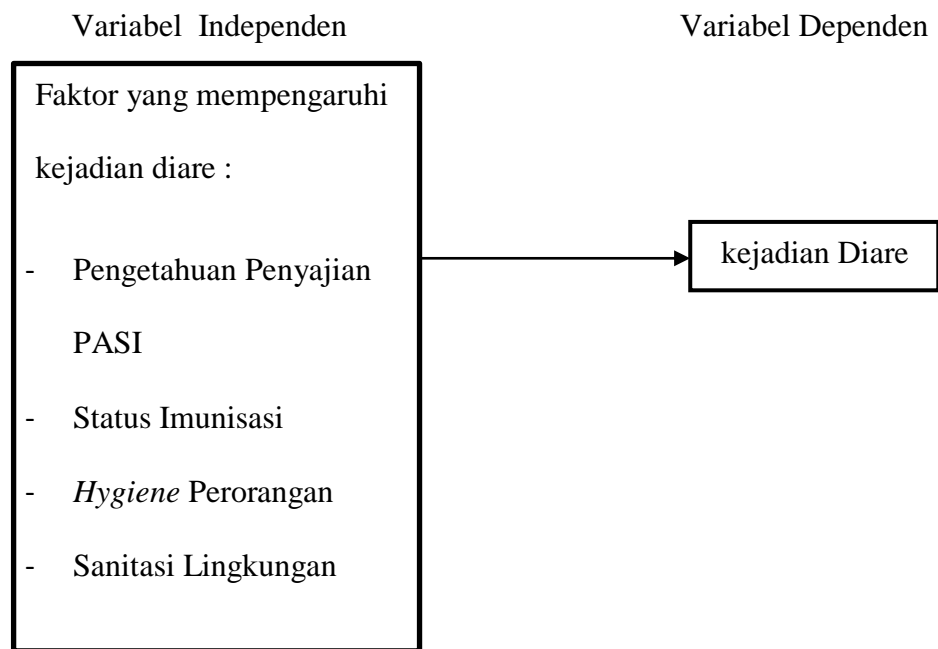 Variabel Independen
Variabel Dependen
Faktor yang mempengaruhi
kejadian diare :
- Pengetahuan Penyajian
PASI
- Status Imunisasi
- Hygiene Perorangan
- Sanitasi Lingkungan
kejadian Diare